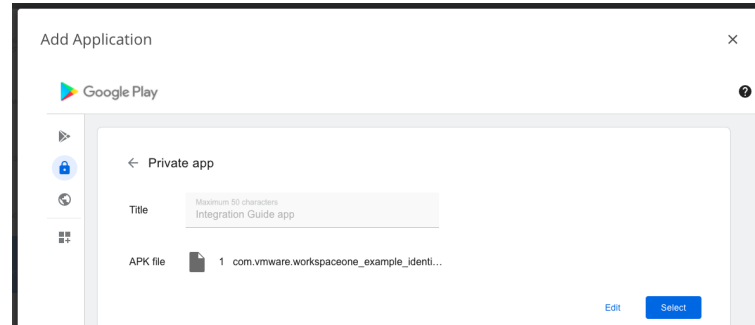 Add Application
Google Play
Private app
Title
Maximum 50 characters
Integration Guide app
APK file
1 com.vmware.workspaceone_example_identi...
Edit
Select